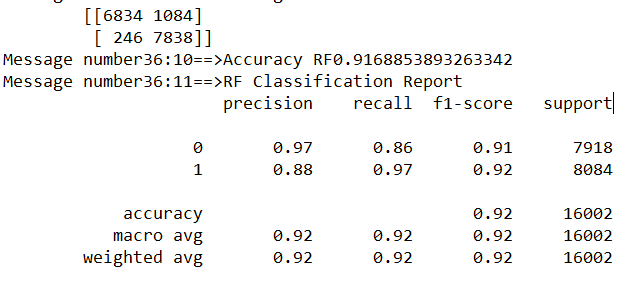 [[6834 1084]
[ 246 7838]]
Message number36:10==>Accuracy RF0.9168853893263342
Message number36:11==>RF Classification Report
precision recall f1-score support
0 0.97 0.86 0.91 7918
1 0.88 0.97 0.92 8084
accuracy 0.92 16002
macro avg 0.92 0.92 0.92 16002
weighted avg 0.92 0.92 0.92 16002